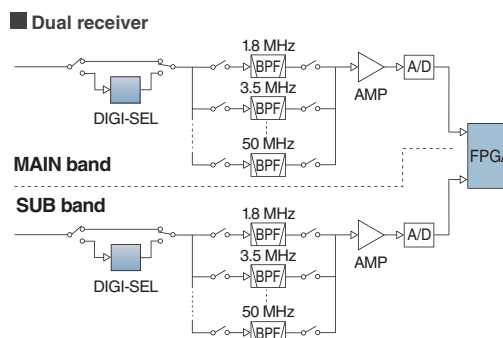 Dual receiver
1.8 MHz
BPF
A/D
3.5 MHz
BPF
AMP
DIGI-SEL
50 MHz
BPF
FPGA
MAIN band
SUB band
1.8 MHz
BPF
A/D
3.5 MHz
BPF
AMP
DIGI-SEL
50 MHz
BPF